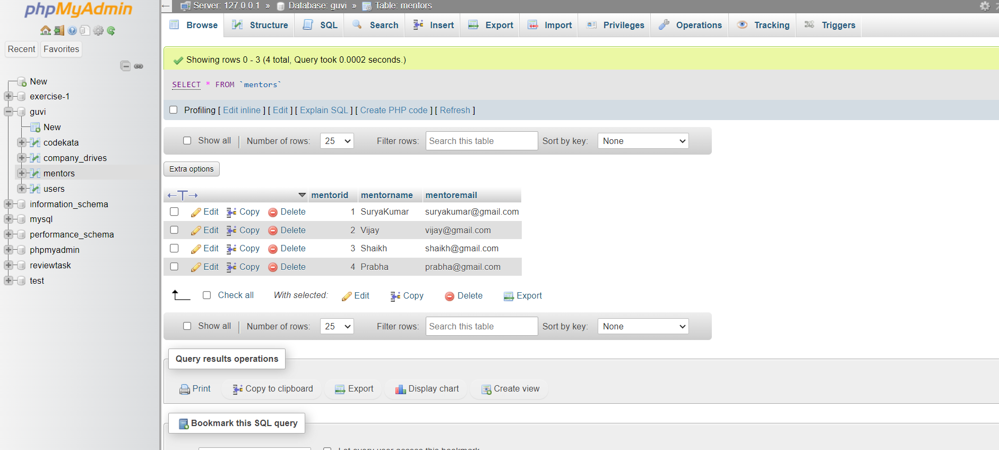 phpMyAdmin
Recent Favorites
New
exercise-1
guvi
New
codekata
company_drives
mentors
users
information_schema
mysql
performance_schema
phpmyadmin
reviewtask
test
Server: 127.0.0.1 » Database: guvi » Table: mentors
Browse Structure SQL Search Insert Export Import Privileges Operations Tracking Triggers
Showing rows 0 - 3 (4 total, Query took 0.0002 seconds.)
SELECT * FROM `mentors`
Profiling [ Edit inline ] [ Edit ] [ Explain SQL ] [ Create PHP code ] [ Refresh ]
Show all Number of rows: 25 Filter rows: Search this table Sort by key: None
Extra options
mentorid mentorname mentoremail
Edit Copy Delete 1 SuryaKumar suryakumar@gmail.com
Edit Copy Delete 2 Vijay vijay@gmail.com
Edit Copy Delete 3 Shaikh shaikh@gmail.com
Edit Copy Delete 4 Prabha prabha@gmail.com
Check all With selected: Edit Copy Delete Export
Show all Number of rows: 25 Filter rows: Search this table Sort by key: None
Query results operations
Print Copy to clipboard Export Display chart Create view
Bookmark this SQL query
Let every user access this bookmark